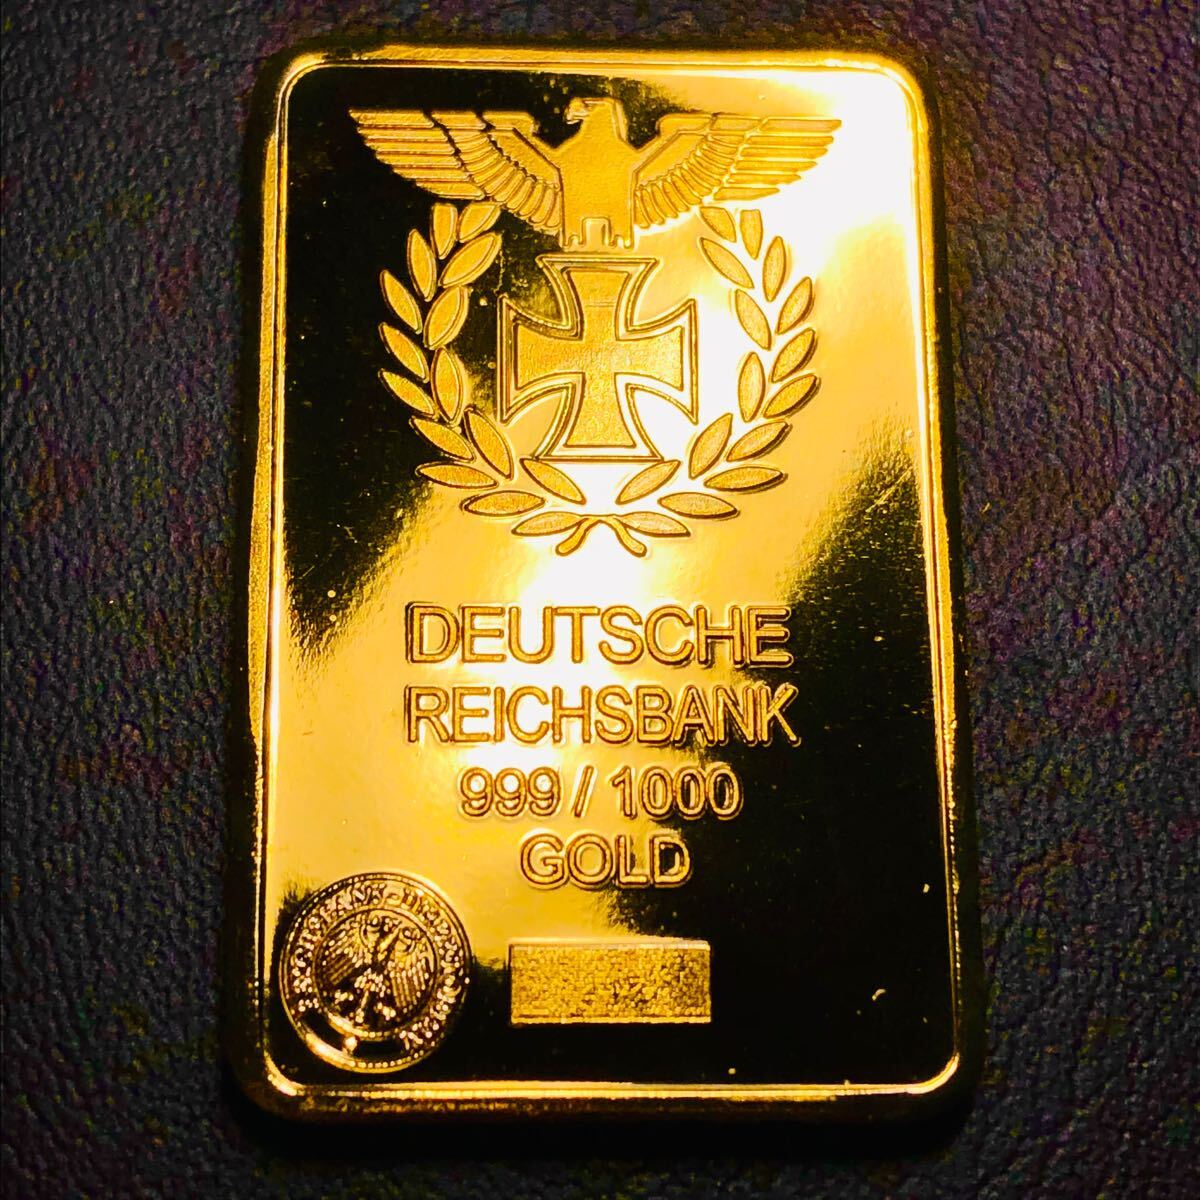 DEUTSCHE
REICHSBANK
999 / 1000
GOLD